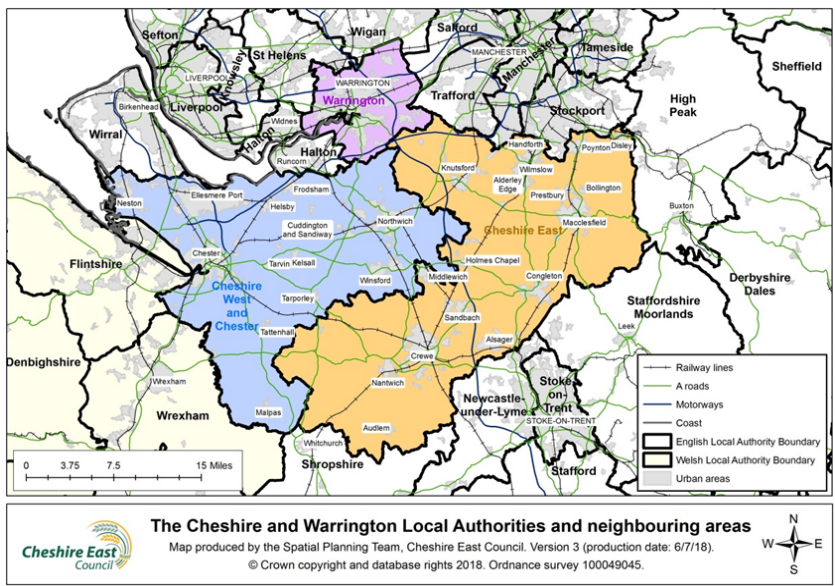 Sefton
Wigan
Salford
MANCHESTER
Manchester
Tameside
Sheffield
St Helens
Knowsley
LIVERPOOL
Liverpool
WARRINGTON
Warrington
Trafford
Stockport
High
Peak
Birkenhead
Widnes
Wirral
Halton
Halton
Runcorn
Handforth
Poynton
Disley
Knutsford
Wilmslow
Alderley
Edge
Bollington
Prestbury
Neston
Ellesmere Port
Frodsham
Helsby
Buxton
Cuddington
and Sandiway
Northwich
Macclesfield
Cheshire East
Chester
Flintshire
Tarvin
Kelsall
Holmes Chapel
Winsford
Middlewich
Congleton
Derbyshire
Dales
Cheshire
West
and
Chester
Tarporley
Staffordshire
Moorlands
Sandbach
Leek
Tattenhall
Alsager
Denbighshire
Crewe
Wrexham
Nantwich
Stoke-
on-
Trent
Newcastle-
under-Lyme
STOKE-ON-TRENT
Wrexham
Malpas
Audlem
Whitchurch
Shropshire
Stafford
Railway lines
A roads
Motorways
Coast
English Local Authority Boundary
Welsh Local Authority Boundary
Urban areas
0 3.75 7.5 15 Miles
Cheshire East
Council
The Cheshire and Warrington Local Authorities and neighbouring areas
Map produced by the Spatial Planning Team, Cheshire East Council. Version 3 (production date: 6/7/18).
© Crown copyright and database rights 2018. Ordnance survey 100049045.
N
W E
S